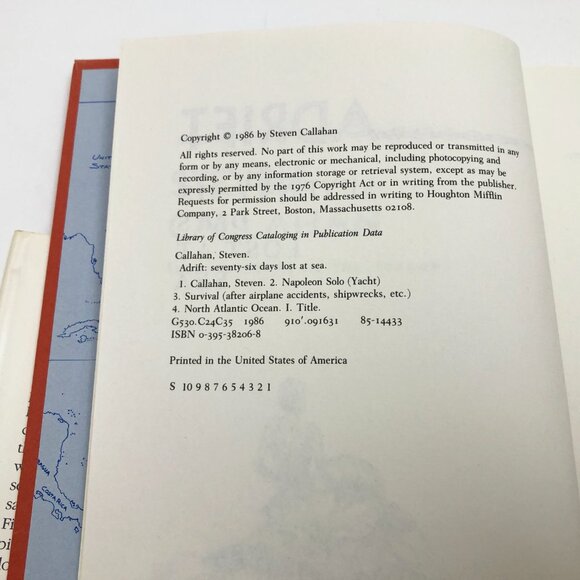 Copyright © 1986 by Steven Callahan
All rights reserved. No part of this work may be reproduced or transmitted in any
form or by any means, electronic or mechanical, including photocopying and
recording, or by any information storage or retrieval system, except as may be
expressly permitted by the 1976 Copyright Act or in writing from the publisher.
Requests for permission should be addressed in writing to Houghton Mifflin
Company, 2 Park Street, Boston, Massachusetts 02108.
Library of Congress Cataloging in Publication Data
Callahan, Steven.
Adrift: seventy-six days lost at sea.
1. Callahan, Steven. 2. Napoleon Solo (Yacht)
3. Survival (after airplane accidents, shipwrecks, etc.)
4. North Atlantic Ocean. I. Title.
G530.C24C35 1986 910′.091631 85-14433
ISBN 0-395-38206-8
Printed in the United States of America
S 10 9 8 7 6 5 4 3 2 1
COSTA RICA